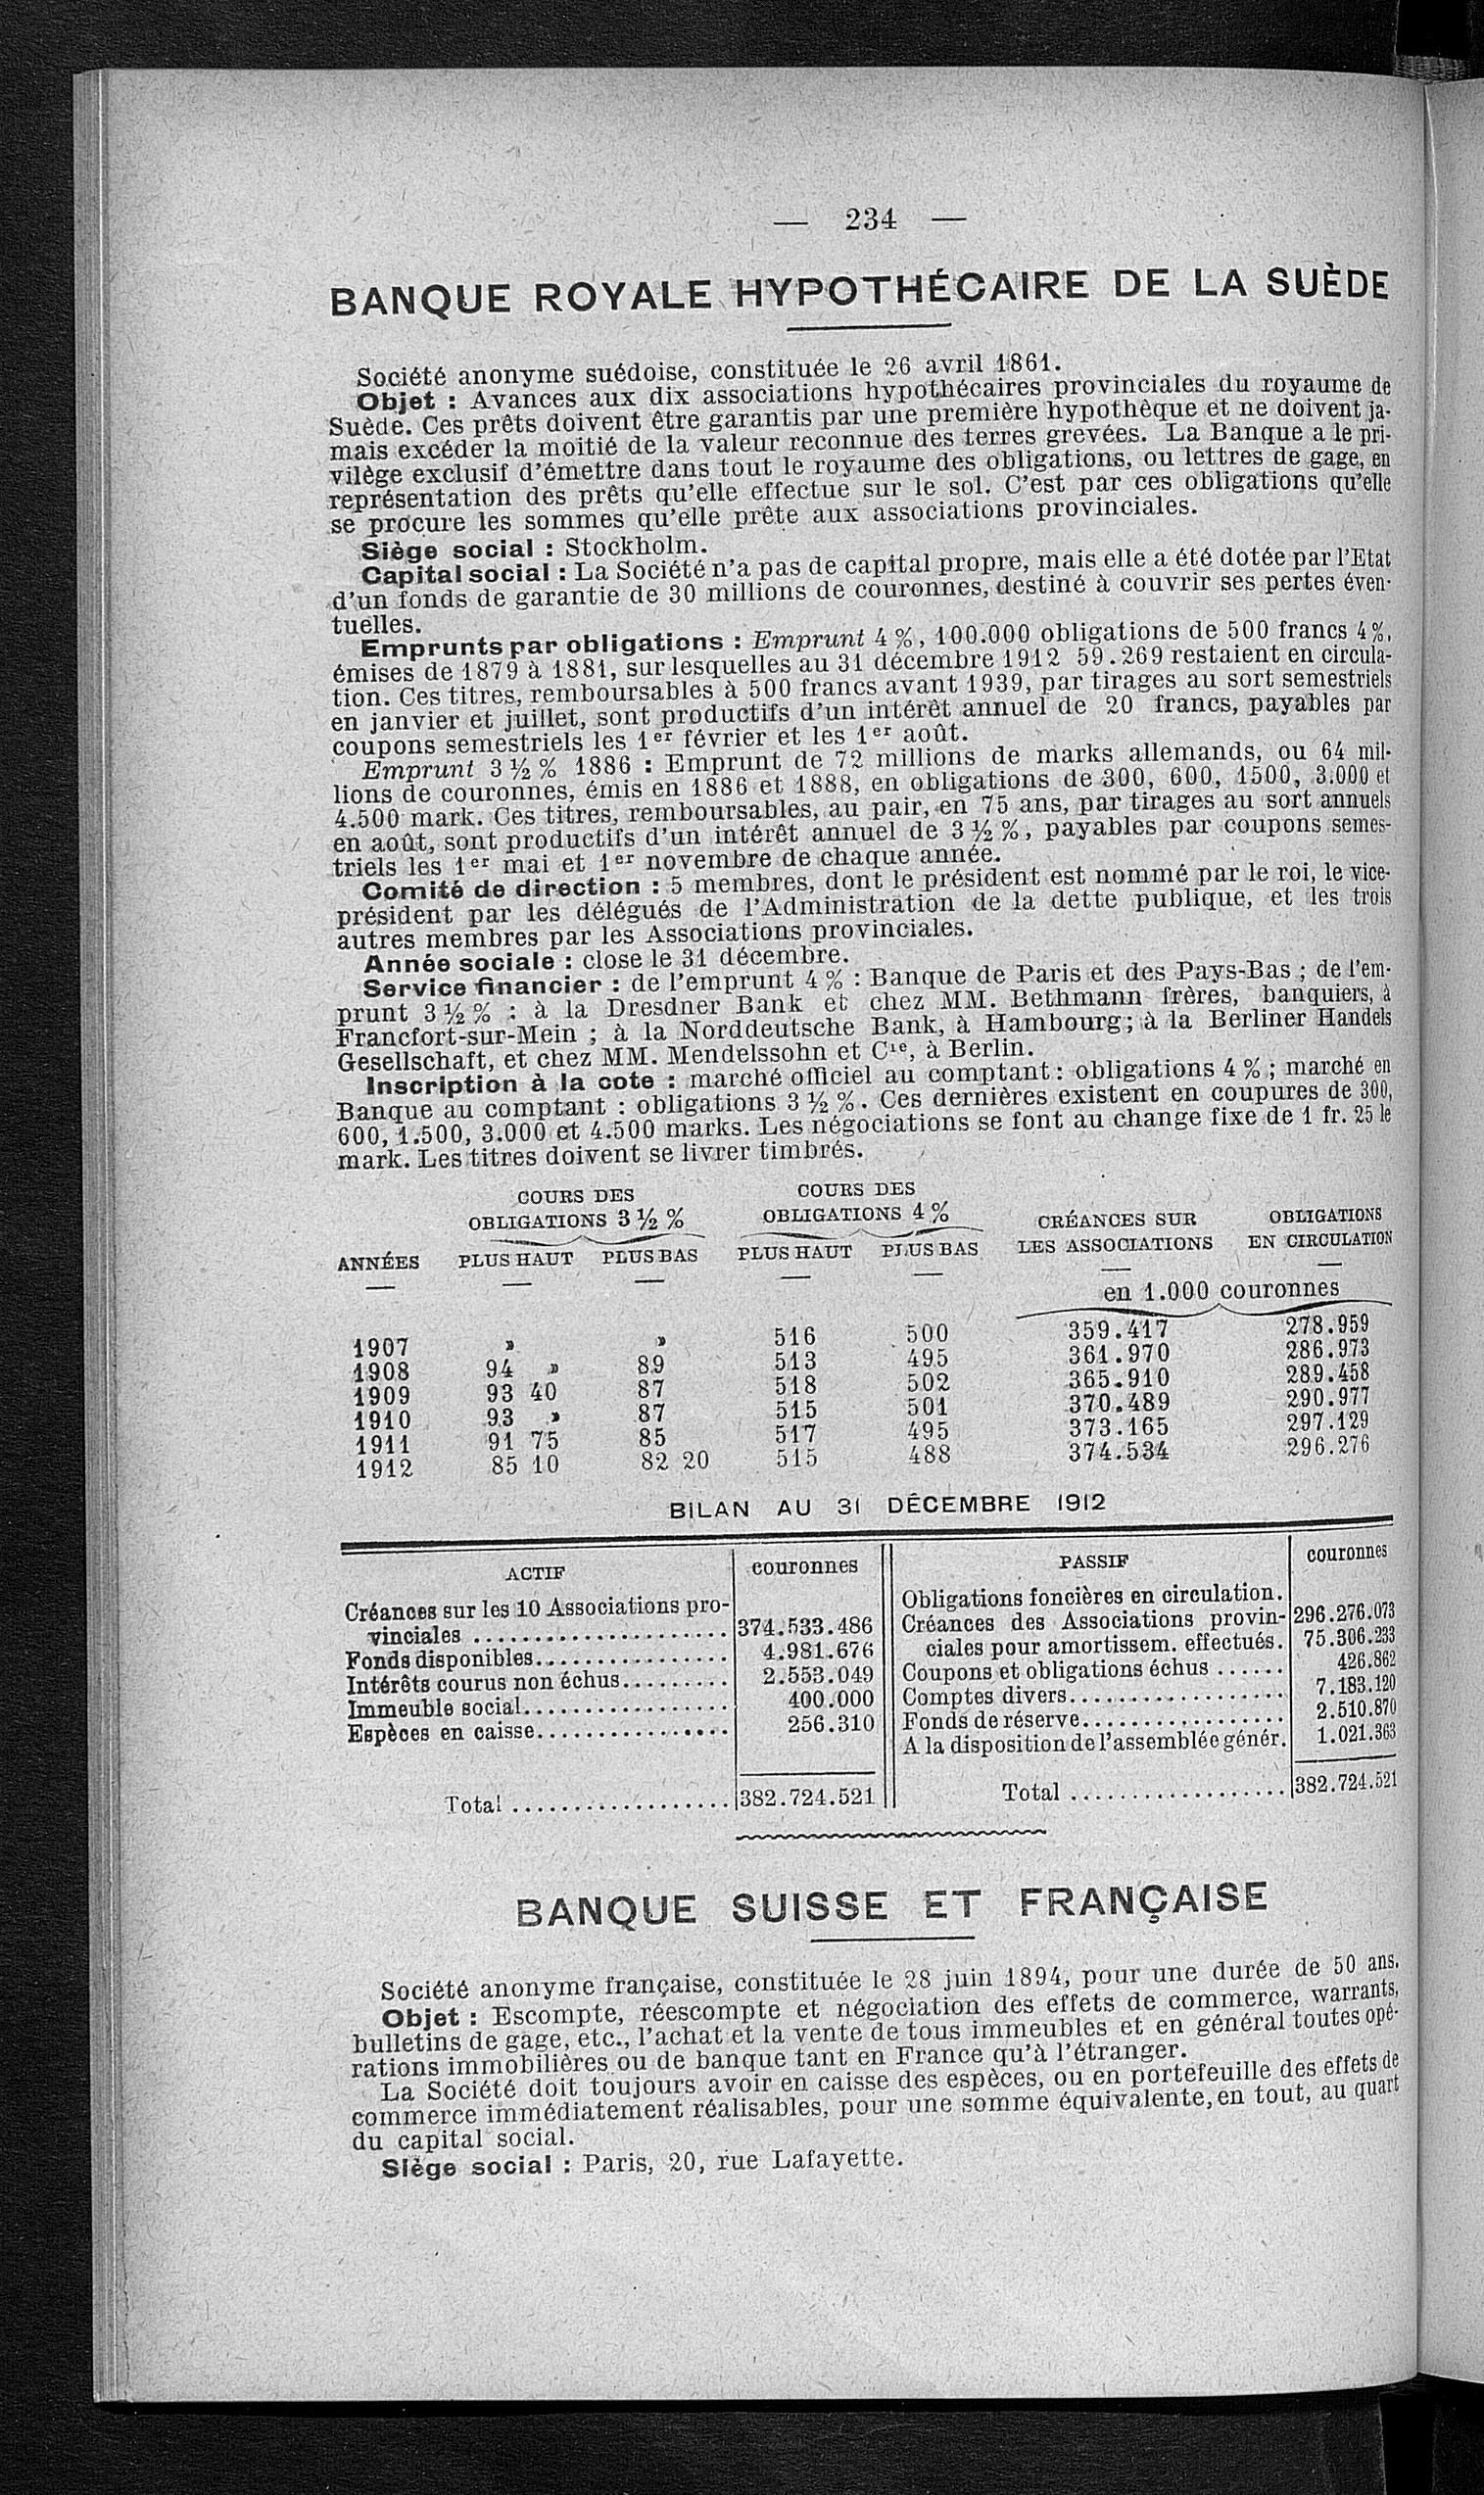 — 234 —
BANQUE ROYALE HYPOTHÉCAIRE DE LA SUÈDE
Société anonyme suédoise, constituée le 26 avril 1861.
Objet : Avances aux dix associations hypothécaires provinciales du royaume de
Suède. Ces prêts doivent être garantis par une première hypothèque et ne doivent ja-
mais excéder la moitié de la valeur reconnue des terres grevées. La Banque a le pri-
vilège exclusif d'émettre dans tout le royaume des obligations, ou lettres de gage, en
représentation des prêts qu'elle effectue sur le sol. C'est par ces obligations qu'elle
se procure les sommes qu'elle prête aux associations provinciales.
Siège social : Stockholm.
Capital social : La Société n'a pas de capital propre, mais elle a été dotée par l'Etat
d'un fonds de garantie de 30 millions de couronnes, destiné à couvrir ses pertes éven-
tuelles.
Emprunts par obligations : Emprunt 4 %, 100.000 obligations de 500 francs 4 %,
émises de 1879 à 1881, sur lesquelles au 31 décembre 1912 59.269 restaient en circula-
tion. Ces titres, remboursables à 500 francs avant 1939, par tirages au sort semestriels
en janvier et juillet, sont productifs d'un intérêt annuel de 20 francs, payables par
coupons semestriels les 1er février et les 1er août.
Emprunt 3 ½ % 1886 : Emprunt de 72 millions de marks allemands, ou 64 mil-
lions de couronnes, émis en 1886 et 1888, en obligations de 300, 600, 1500, 3.000 et
4.500 mark. Ces titres, remboursables, au pair, en 75 ans, par tirages au sort annuels
en août, sont productifs d'un intérêt annuel de 3 ½ %, payables par coupons semes-
triels les 1er mai et 1er novembre de chaque année.
Comité de direction : 5 membres, dont le président est nommé par le roi, le vice-
président par les délégués de l'Administration de la dette publique, et les trois
autres membres par les Associations provinciales.
Année sociale : close le 31 décembre.
Service financier : de l'emprunt 4 % : Banque de Paris et des Pays-Bas ; de l'em-
prunt 3 ½ % : à la Dresdner Bank et chez MM. Bethmann frères, banquiers, à
Francfort-sur-Mein ; à la Norddeutsche Bank, à Hambourg; à la Berliner Handels
Gesellschaft, et chez MM. Mendelssohn et Cie, à Berlin.
Inscription à la cote : marché officiel au comptant : obligations 4 % ; marché en
Banque au comptant : obligations 3 ½ %. Ces dernières existent en coupures de 300,
600, 1.500, 3.000 et 4.500 marks. Les négociations se font au change fixe de 1 fr. 25 le
mark. Les titres doivent se livrer timbrés.
COURS DES COURS DES
OBLIGATIONS 3 ½ % OBLIGATIONS 4 % CRÉANCES SUR OBLIGATIONS
ANNÉES PLUS HAUT PLUS BAS PLUS HAUT PLUS BAS LES ASSOCIATIONS EN CIRCULATION
en 1.000 couronnes
1907 » » 516 500 359.417 278.959
1908 94 » 89 513 495 361.970 286.973
1909 93 40 87 518 502 365.910 289.458
1910 93 » 87 515 501 370.489 290.977
1911 91 75 85 517 495 373.165 297.129
1912 85 10 82 20 515 488 374.534 296.276
BILAN AU 31 DÉCEMBRE 1912
ACTIF couronnes
Créances sur les 10 Associations pro-
vinciales .................... 374.533.486
Fonds disponibles................ 4.981.676
Intérêts courus non échus......... 2.553.049
Immeuble social................. 400.000
Espèces en caisse................ 256.310
Total .................. 382.724.521
PASSIF couronnes
Obligations foncières en circulation. 296.276.073
Créances des Associations provin-
ciales pour amortissem. effectués. 75.306.233
Coupons et obligations échus ...... 426.862
Comptes divers.................. 7.183.120
Fonds de réserve................. 2.510.870
A la disposition de l'assemblée génér. 1.021.363
Total .................. 382.724.521
BANQUE SUISSE ET FRANÇAISE
Société anonyme française, constituée le 28 juin 1894, pour une durée de 50 ans.
Objet : Escompte, réescompte et négociation des effets de commerce, warrants,
bulletins de gage, etc., l'achat et la vente de tous immeubles et en général toutes opé-
rations immobilières ou de banque tant en France qu'à l'étranger.
La Société doit toujours avoir en caisse des espèces, ou en portefeuille des effets de
commerce immédiatement réalisables, pour une somme équivalente, en tout, au quart
du capital social.
Siège social : Paris, 20, rue Lafayette.